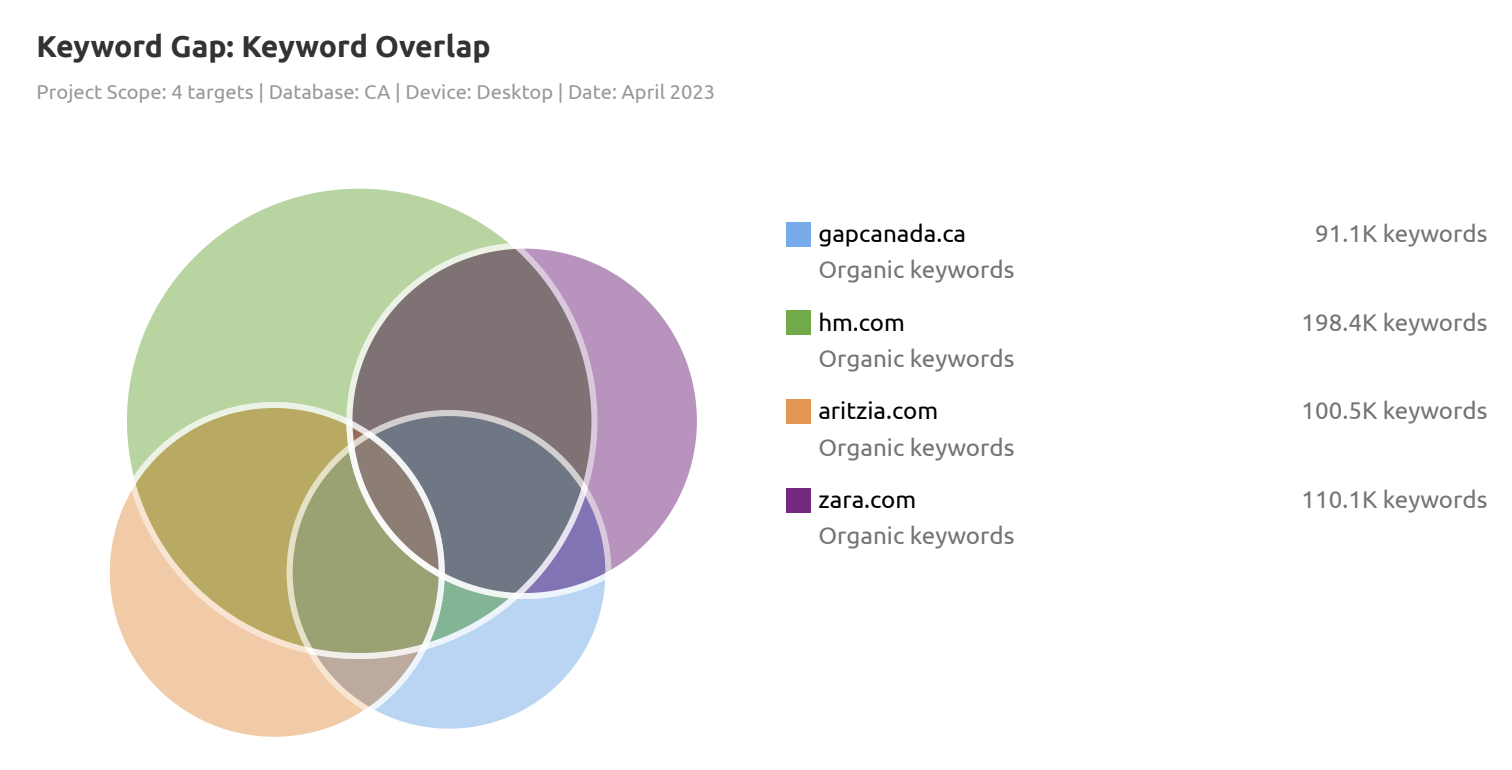 Keyword Gap: Keyword Overlap
Project Scope: 4 targets | Database: CA | Device: Desktop | Date: April 2023
gapcanada.ca 91.1K keywords
Organic keywords
hm.com 198.4K keywords
Organic keywords
aritzia.com 100.5K keywords
Organic keywords
zara.com 110.1K keywords
Organic keywords